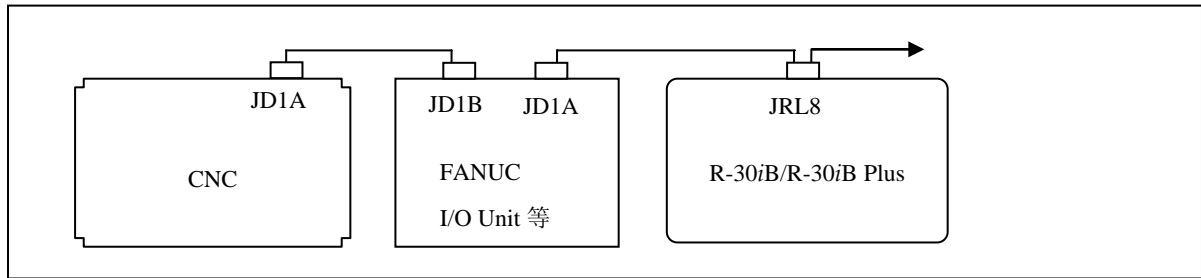 JD1A
CNC
JD1B
JD1A
FANUC
I/O Unit 等
JRL8
R-30iB/R-30iB Plus